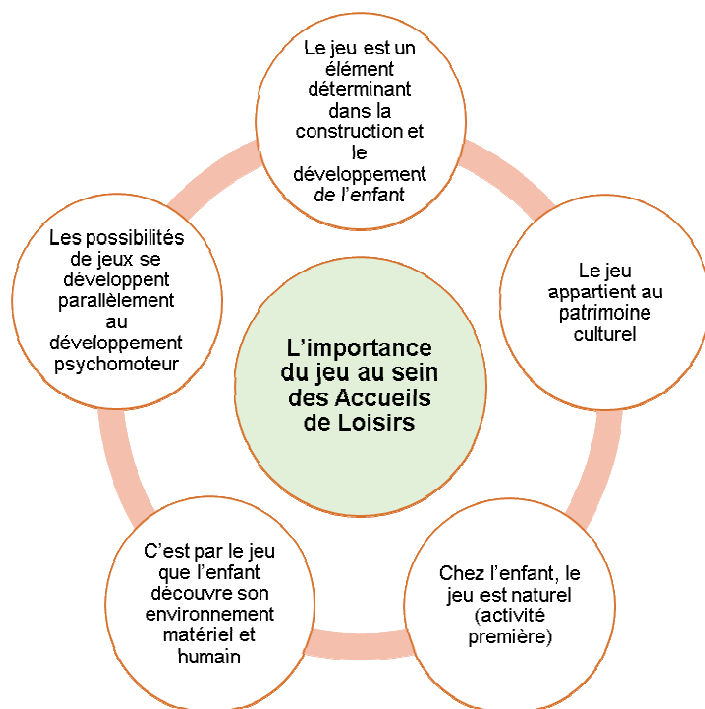 Le jeu est un
élément
déterminant
dans la
construction et
le
développement
de l'enfant
Le jeu
appartient au
patrimoine
culturel
Chez l'enfant, le
jeu est naturel
(activité
première)
C'est par le jeu
que l'enfant
découvre son
environnement
matériel et
humain
Les possibilités
de jeux se
développent
parallèlement
au
développement
psychomoteur
L'importance
du jeu au sein
des Accueils
de Loisirs